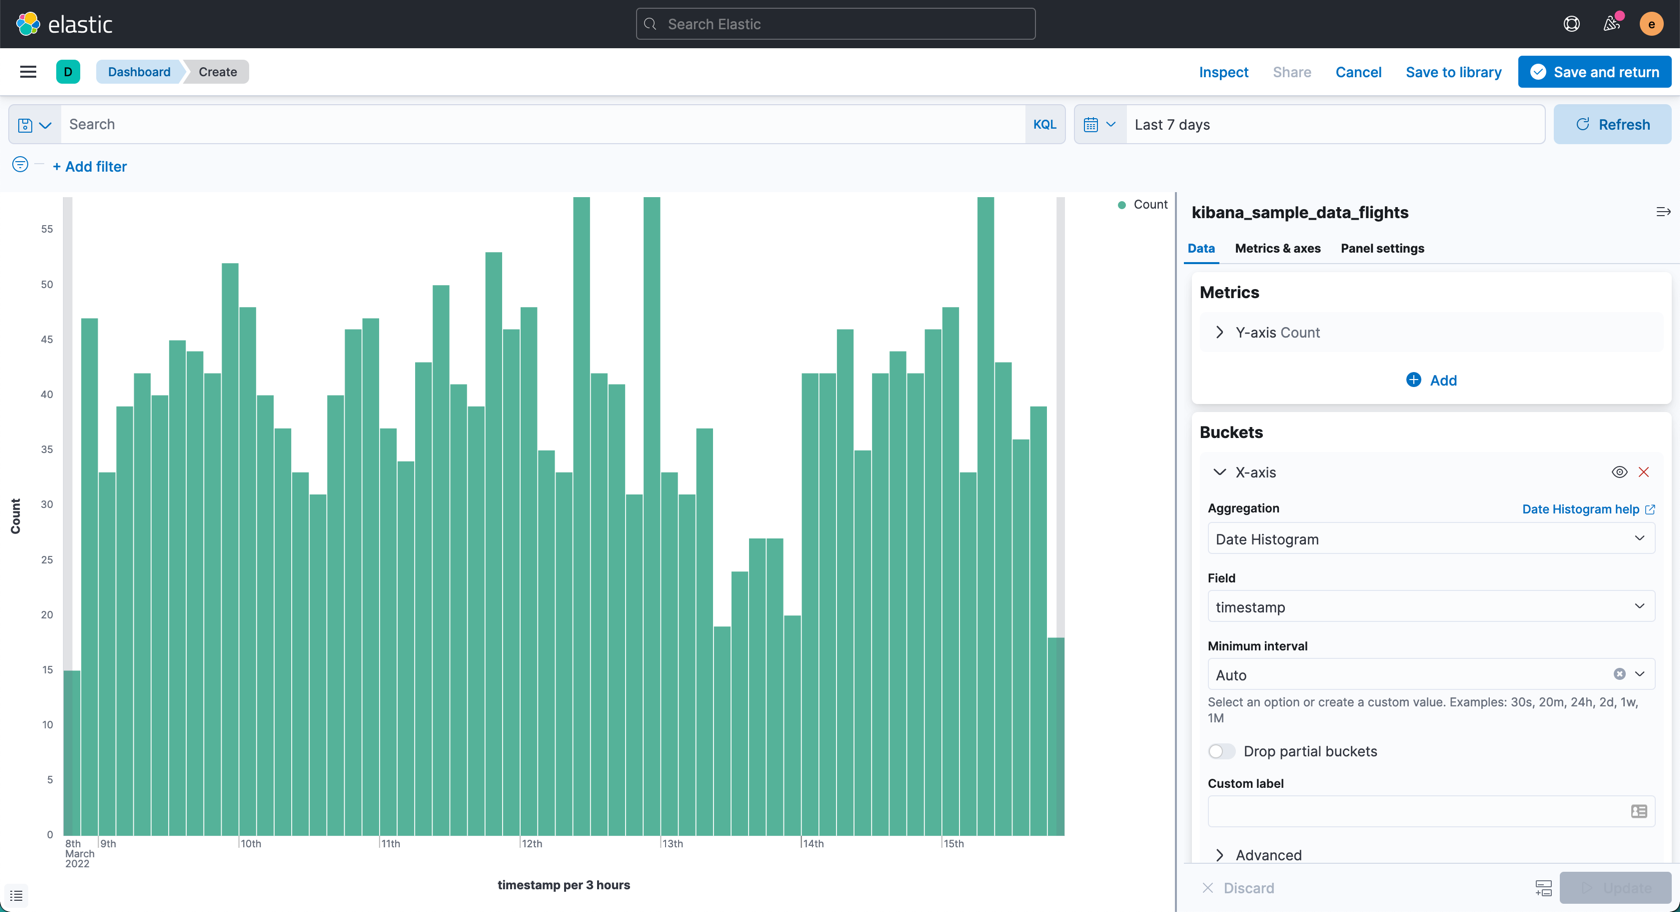 elastic
Search Elastic
e
D
Dashboard
Create
Inspect
Share
Cancel
Save to library
Save and return
Search
KQL
Last 7 days
Refresh
+ Add filter
Count
55
50
45
40
35
30
25
20
15
10
5
0
Count
8th
March
2022
9th
10th
11th
12th
13th
14th
15th
timestamp per 3 hours
kibana_sample_data_flights
Data
Metrics & axes
Panel settings
Metrics
Y-axis Count
Add
Buckets
X-axis
Aggregation
Date Histogram help
Date Histogram
Field
timestamp
Minimum interval
Auto
Select an option or create a custom value. Examples: 30s, 20m, 24h, 2d, 1w,
1M
Drop partial buckets
Custom label
Advanced
Discard
Update